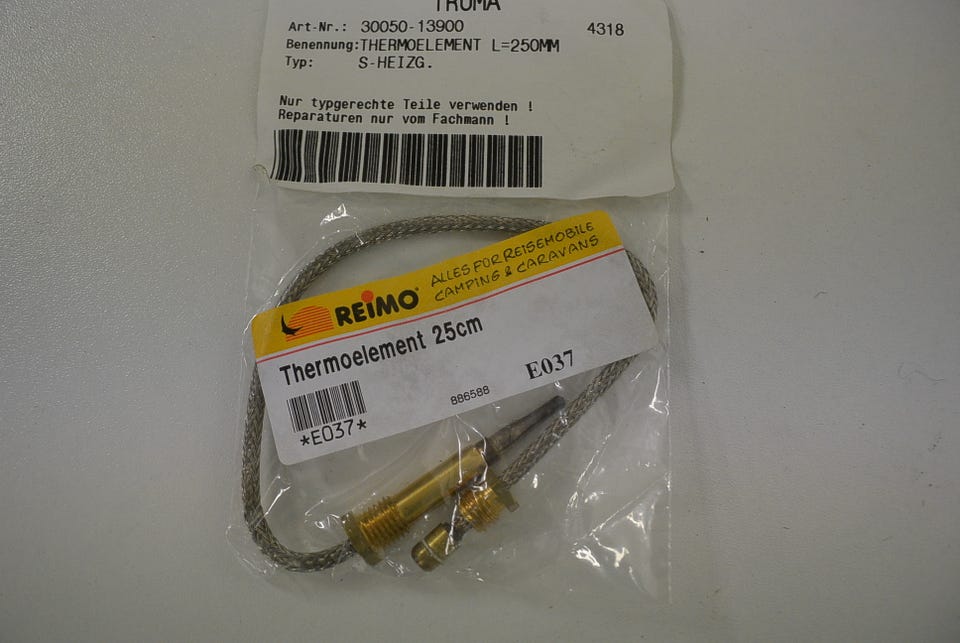 TRUMA
Art-Nr.: 30050-13900 4318
Benennung:THERMOELEMENT L=250MM
Typ: S-HEIZG.
Nur typgerechte Teile verwenden !
Reparaturen nur vom Fachmann !
REIMO ALLES FÜR REISEMOBILE
CAMPING & CARAVANS
Thermoelement 25cm
886588 E037
*E037*